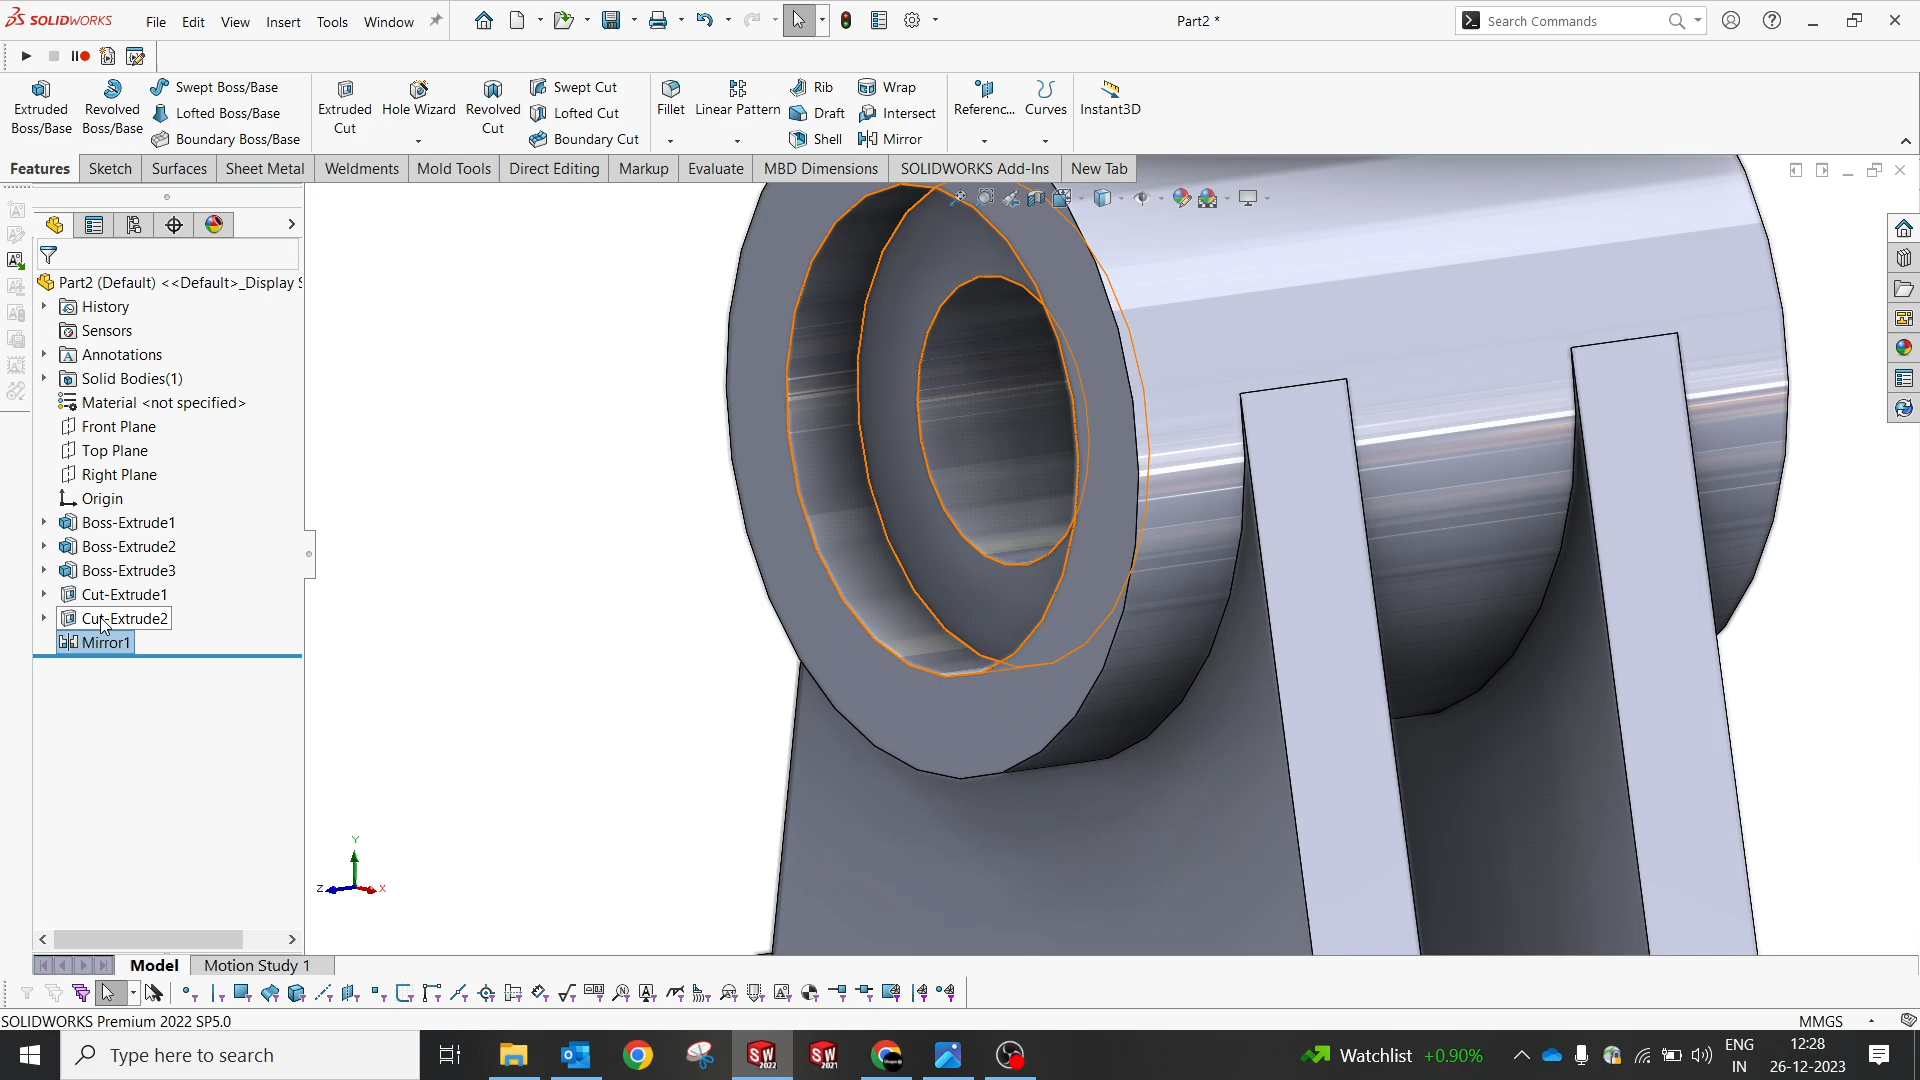 SOLIDWORKS File Edit View Insert Tools Window Part2 * Search Commands
Extruded Boss/Base
Revolved Boss/Base
Swept Boss/Base
Lofted Boss/Base
Boundary Boss/Base
Extruded Cut
Hole Wizard
Revolved Cut
Swept Cut
Lofted Cut
Boundary Cut
Fillet
Linear Pattern
Rib
Draft
Shell
Wrap
Intersect
Mirror
Referenc...
Curves
Instant3D
Features Sketch Surfaces Sheet Metal Weldments Mold Tools Direct Editing Markup Evaluate MBD Dimensions SOLIDWORKS Add-Ins New Tab
Part2 (Default) <<Default>_Display S
History
Sensors
Annotations
Solid Bodies(1)
Material <not specified>
Front Plane
Top Plane
Right Plane
Origin
Boss-Extrude1
Boss-Extrude2
Boss-Extrude3
Cut-Extrude1
Cut-Extrude2
Mirror1
Y
Z X
Model Motion Study 1
SOLIDWORKS Premium 2022 SP5.0 MMGS
Type here to search
SW 2022
SW 2021
Watchlist +0.90%
ENG
IN
12:28
26-12-2023